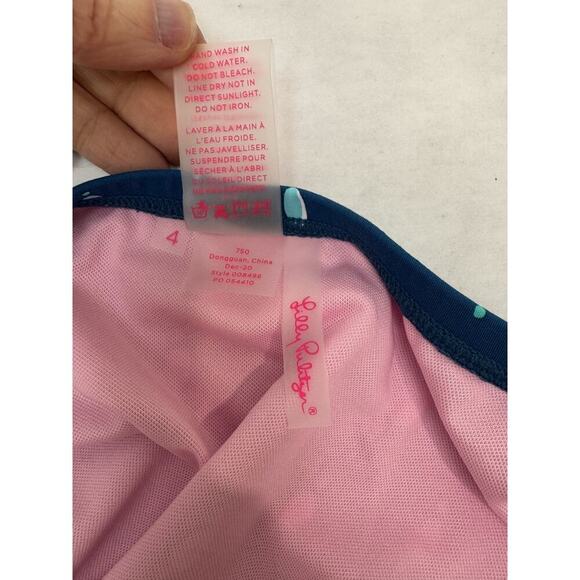 HAND WASH IN
COLD WATER.
DO NOT BLEACH.
LINE DRY NOT IN
DIRECT SUNLIGHT.
DO NOT IRON.
LAVER À LA MAIN À
L'EAU FROIDE.
NE PAS JAVELLISER.
SUSPENDRE POUR
SÉCHER À L'ABRI
DU SOLEIL DIRECT
NE PAS
4
750
Dongguan, China
Dec-20
Style 008496
PO 054410
Lilly Pulitzer®